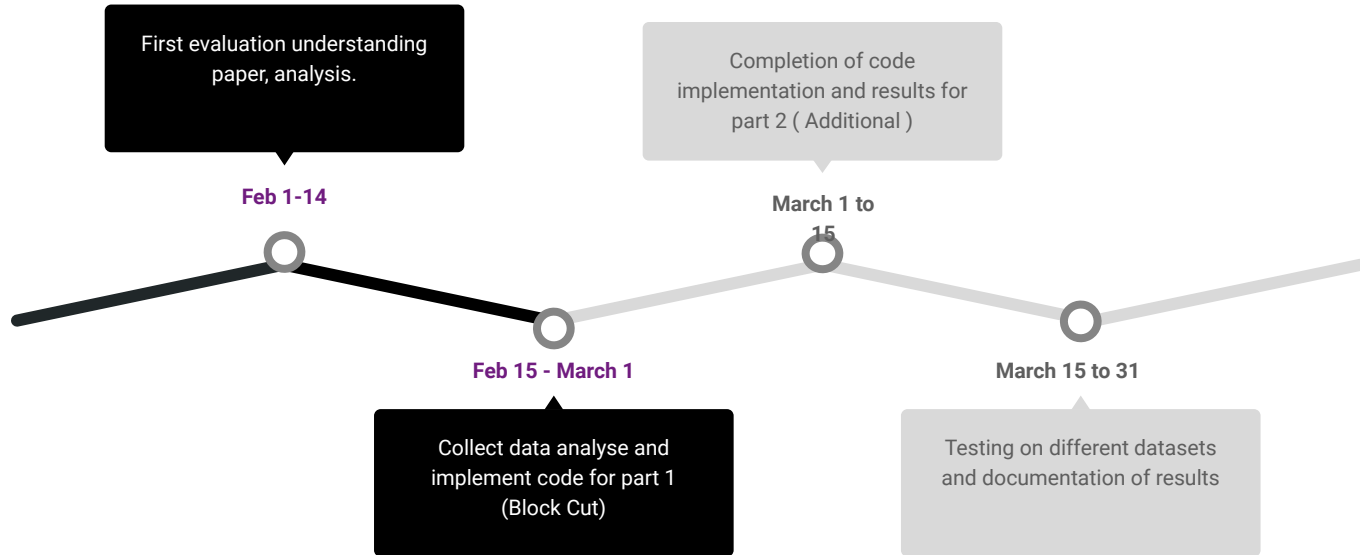 First evaluation understanding
paper, analysis.
Feb 1-14
Feb 15 - March 1
Collect data analyse and
implement code for part 1
(Block Cut)
Completion of code
implementation and results for
part 2 ( Additional )
March 1 to
15
March 15 to 31
Testing on different datasets
and documentation of results